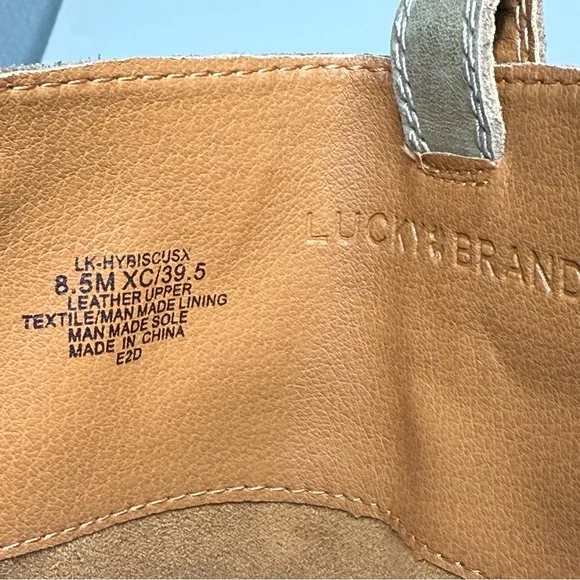 LK-HYBISCUSX
8.5M XC/39.5
LEATHER UPPER
TEXTILE/MAN MADE LINING
MAN MADE SOLE
MADE IN CHINA
E2D
LUCKY BRAND